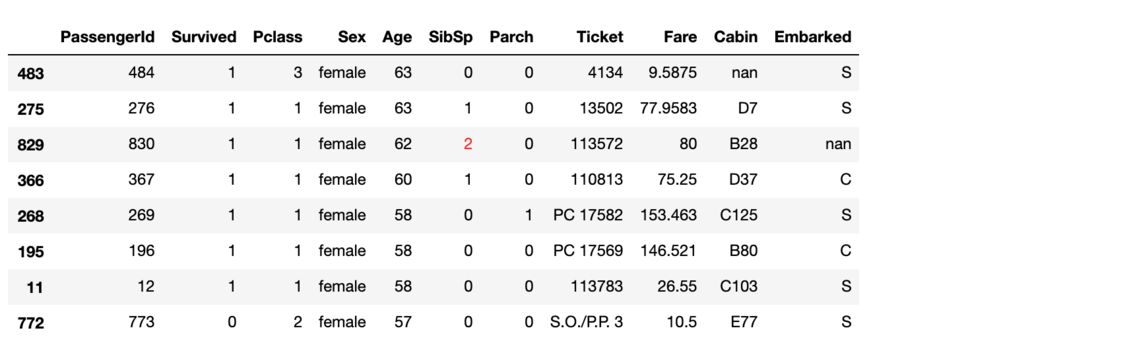 PassengerId Survived Pclass Sex Age SibSp Parch Ticket Fare Cabin Embarked
483 484 1 3 female 63 0 0 4134 9.5875 nan S
275 276 1 1 female 63 1 0 13502 77.9583 D7 S
829 830 1 1 female 62 2 0 113572 80 B28 nan
366 367 1 1 female 60 1 0 110813 75.25 D37 C
268 269 1 1 female 58 0 1 PC 17582 153.463 C125 S
195 196 1 1 female 58 0 0 PC 17569 146.521 B80 C
11 12 1 1 female 58 0 0 113783 26.55 C103 S
772 773 0 2 female 57 0 0 S.O./P.P. 3 10.5 E77 S